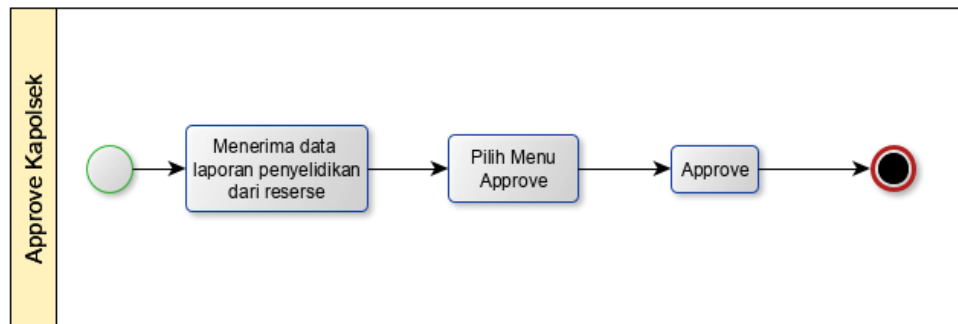 Approve Kapolsek
Menerima data
laporan penyelidikan
dari reserse
Pilih Menu
Approve
Approve